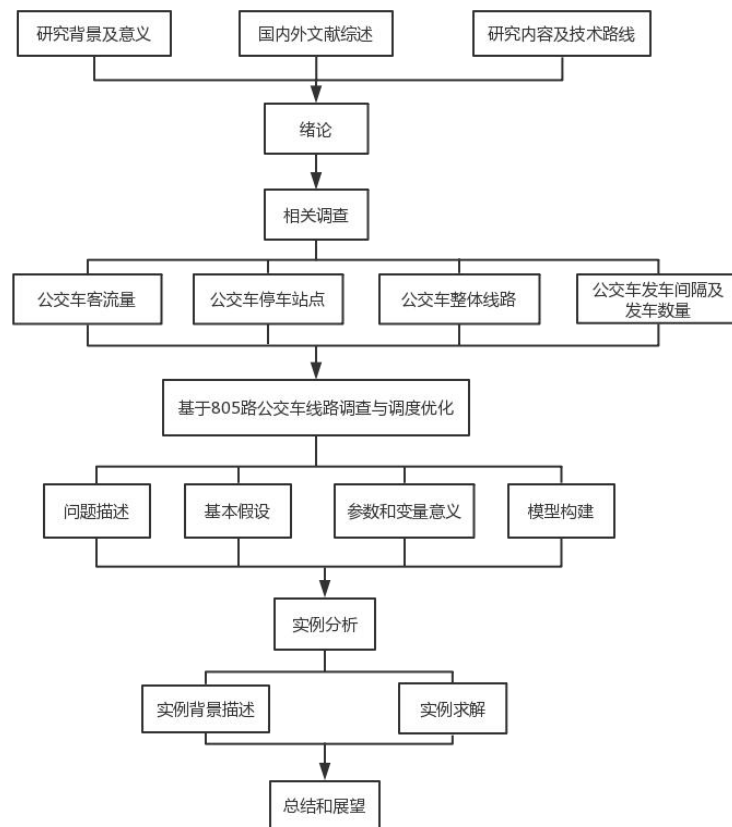 研究背景及意义
国内外文献综述
研究内容及技术路线
绪论
相关调查
公交车客流量
公交车停车站点
公交车整体线路
公交车发车间隔及
发车数量
基于805路公交车线路调查与调度优化
问题描述
基本假设
参数和变量意义
模型构建
实例分析
实例背景描述
实例求解
总结和展望